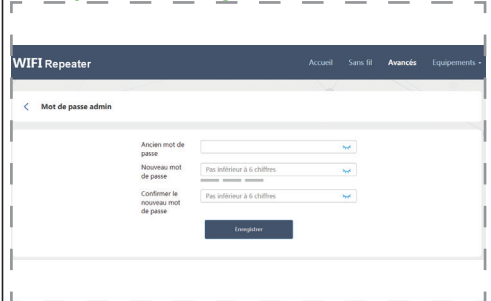 WIFI Repeater Accueil Sans fil Avancés Equipements
Mot de passe admin
Ancien mot de
passe
Nouveau mot
de passe
Pas inférieur à 6 chiffres
Confirmer le
nouveau mot
de passe
Pas inférieur à 6 chiffres
Enregistrer